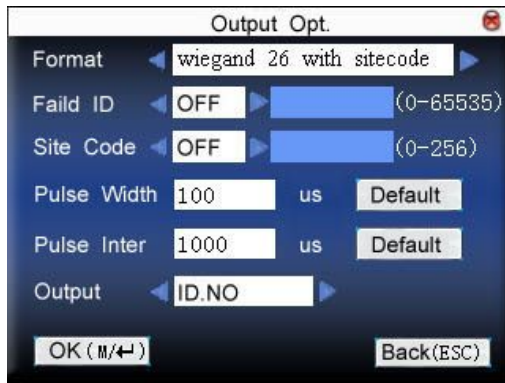 Output Opt.
Format wiegand 26 with sitecode
Faild ID OFF (0-65535)
Site Code OFF (0-256)
Pulse Width 100 us Default
Pulse Inter 1000 us Default
Output ID.NO
OK(M/↵) Back(ESC)